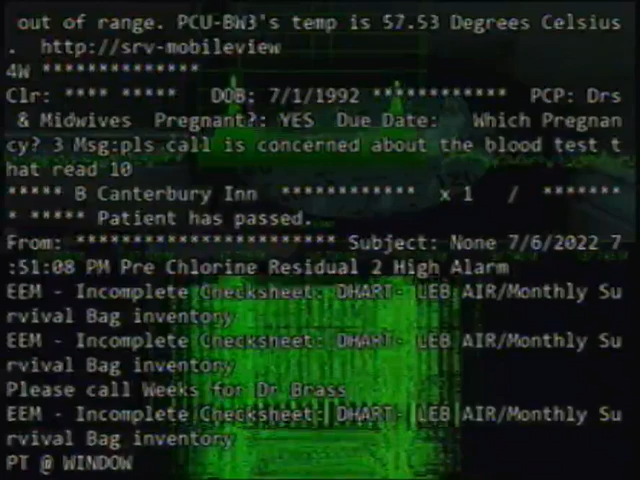 out of range. PCU-BW3's temp is 57.53 Degrees Celsius
.  http://srv-mobileview
4W **************
Clr: **** *****   DOB: 7/1/1992 ************  PCP: Drs
& Midwives  Pregnant?: YES  Due Date:   Which Pregnan
cy? 3 Msg:pls call is concerned about the blood test t
hat read 10
***** B Canterbury Inn  ************  x 1   /  *******
* ***** Patient has passed.
From: *********************** Subject: None 7/6/2022 7
:51:08 PM Pre Chlorine Residual 2 High Alarm
EEM - Incomplete Checksheet: DHART- LEB AIR/Monthly Su
rvival Bag inventory
EEM - Incomplete Checksheet: DHART- LEB AIR/Monthly Su
rvival Bag inventory
Please call Weeks for Dr Brass
EEM - Incomplete Checksheet: DHART- LEB AIR/Monthly Su
rvival Bag inventory
PT @ WINDOW